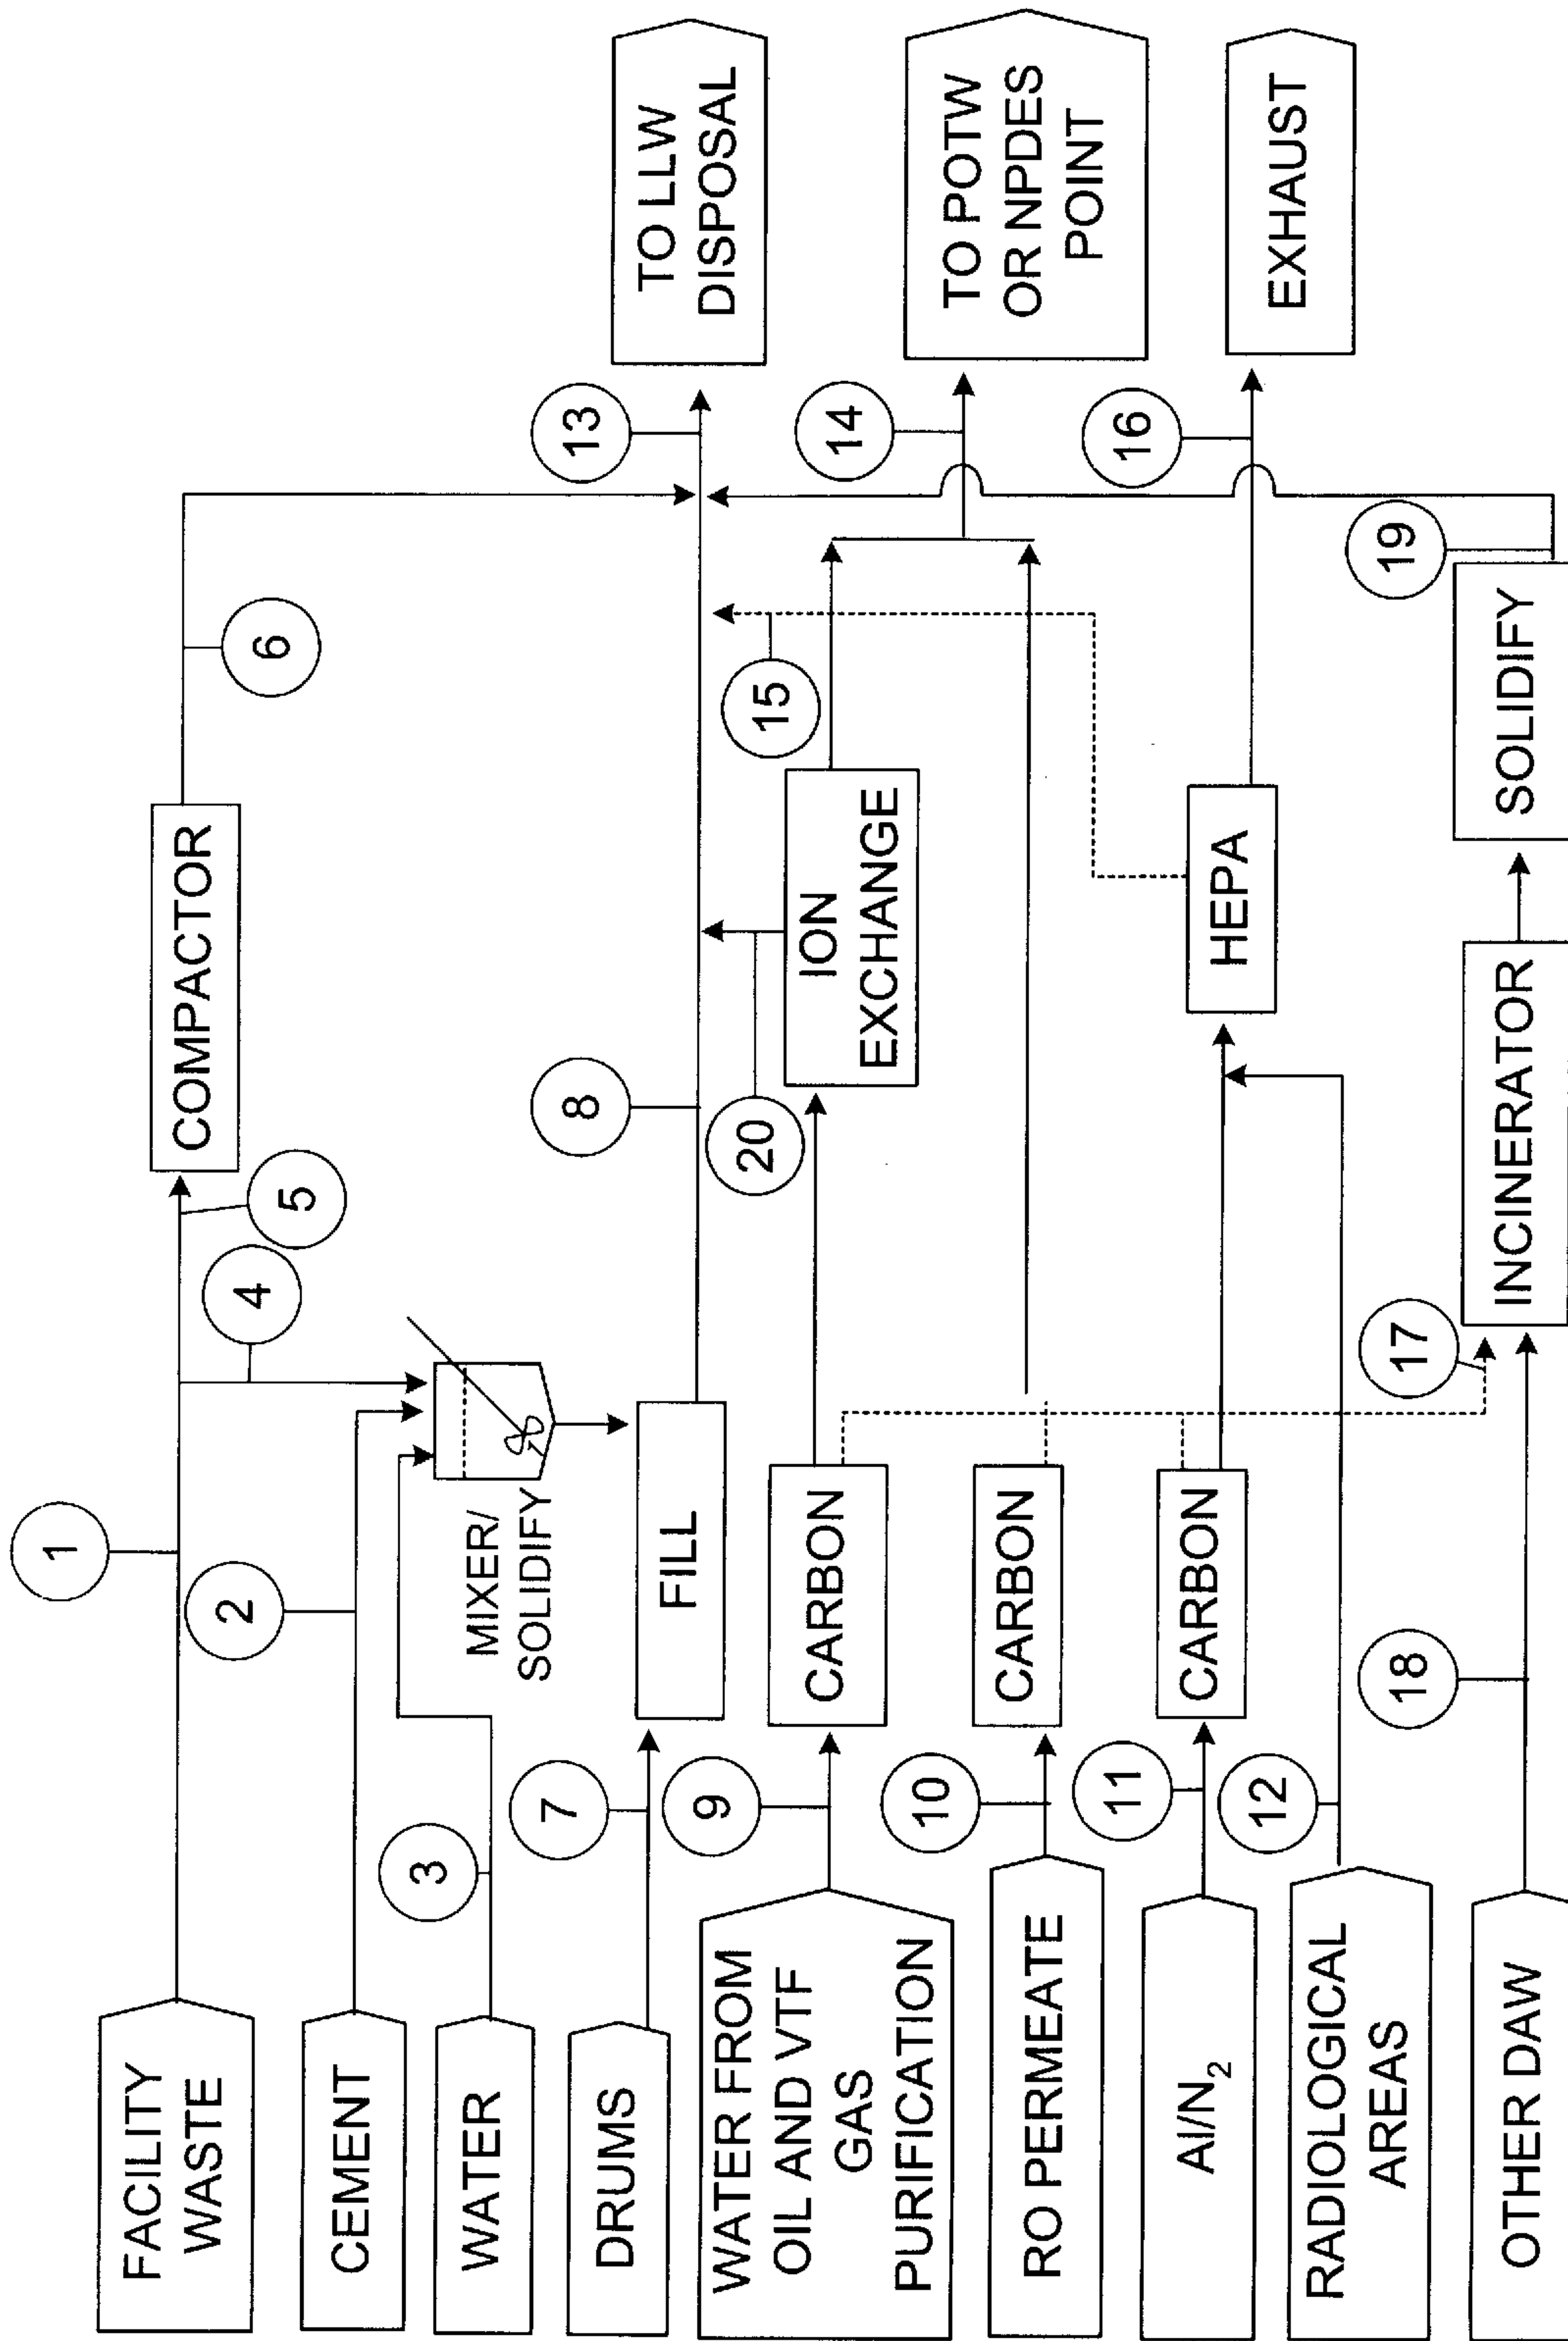 FACILITY
WASTE
1
5
COMPACTOR
6
4
CEMENT
2
WATER
3
MIXER/
SOLIDIFY
DRUMS
7
FILL
8
13
TO LLW
DISPOSAL
WATER FROM
OIL AND VTF
GAS
PURIFICATION
9
CARBON
20
ION
EXCHANGE
15
14
TO POTW
OR NPDES
POINT
RO PERMEATE
10
CARBON
Al/N2
11
CARBON
HEPA
16
EXHAUST
RADIOLOGICAL
AREAS
12
17
OTHER DAW
18
INCINERATOR
SOLIDIFY
19